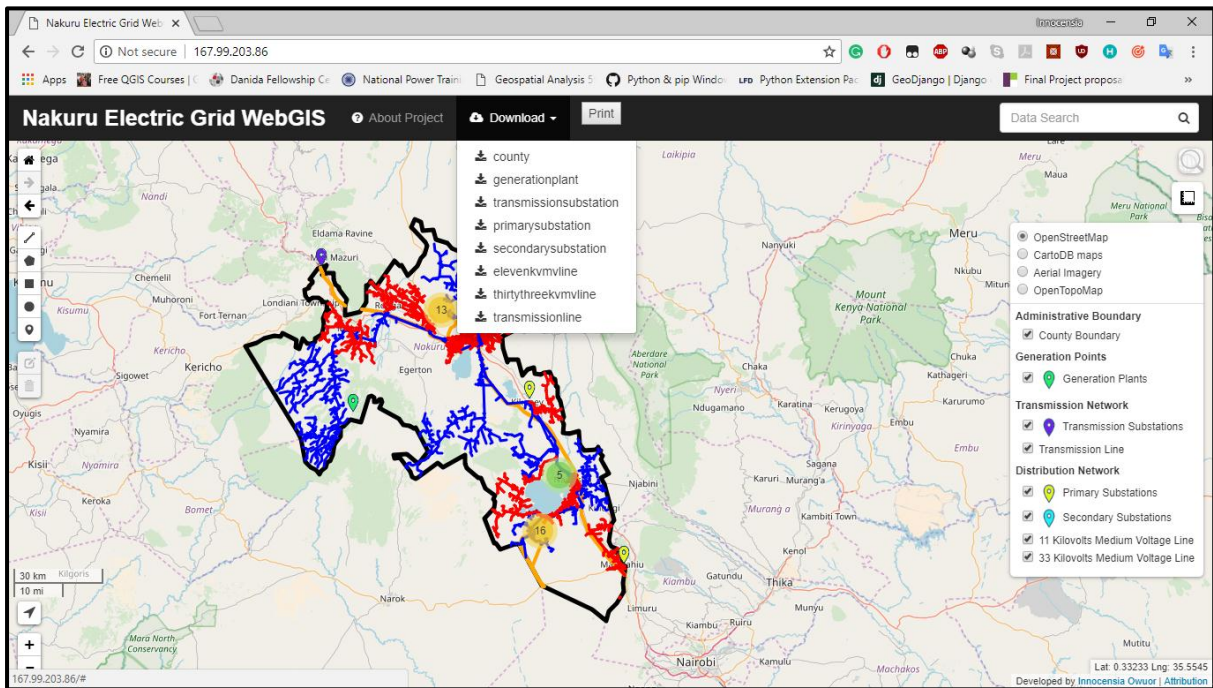 Nakuru Electric Grid Web
Innocensia
Not secure | 167.99.203.86
Apps
Free QGIS Courses | C
Danida Fellowship Ce
National Power Train
Geospatial Analysis 5
Python & pip Windo
Python Extension Pac
GeoDjango | Django
Final Project proposa
Nakuru Electric Grid WebGIS
About Project
Download
Print
Data Search
county
generationplant
transmissionsubstation
primarysubstation
secondarysubstation
elevenkvmvline
thirtythreekvmvline
transmissionline
OpenStreetMap
CartoDB maps
Aerial Imagery
OpenTopoMap
Administrative Boundary
County Boundary
Generation Points
Generation Plants
Transmission Network
Transmission Substations
Transmission Line
Distribution Network
Primary Substations
Secondary Substations
11 Kilovolts Medium Voltage Line
33 Kilovolts Medium Voltage Line
Laikipia
Meru
Maua
Meru National
Park
Nandi
Eldama Ravine
Mazuri
Nanyuki
Meru
Nkubu
Chemelil
Muhoroni
Londiani
Kisumu
Fort Ternan
13
Mount
Kenya National
Park
Nakuru
Kericho
Kericho
Sigowet
Egerton
Aberdare
National
Park
Chaka
Chuka
Kathageri
Nyeri
Ndugamano
Karatina
Kerugoya
Karurumo
Oyugis
Nyamira
Kirinyaga
Embu
Embu
Kisii
Nyamira
5
Njabini
Sagana
Karuri
Murang'a
Keroka
Kisii
Bomet
16
Murang'a
Kambiti Town
Kenol
30 km
Kilgoris
10 mi
Narok
Kiambu
Gatundu
Thika
Limuru
Munyu
Kiambu
Ruiru
Mara North
Conservancy
Nairobi
Kamulu
Machakos
Mutitu
Lat: 0.33233 Lng: 35.5545
167.99.203.86/#
Developed by Innocensia Owuor | Attribution